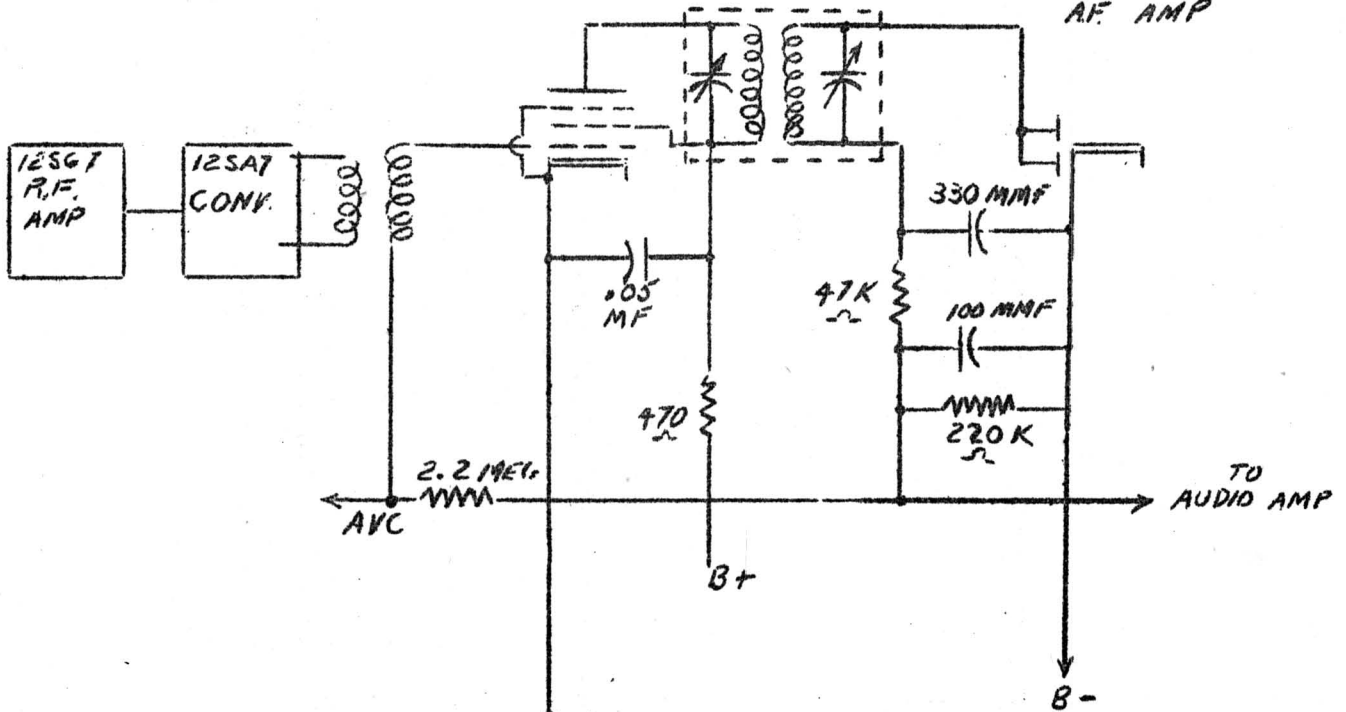 A.F. AMP
12SG7
R.F.
AMP
12SA7
CONV.
330 MMF
.05
MF
47K
Ω
100 MMF
470
Ω
220K
Ω
2.2 MEG
AVC
TO
AUDIO AMP
B+
B-